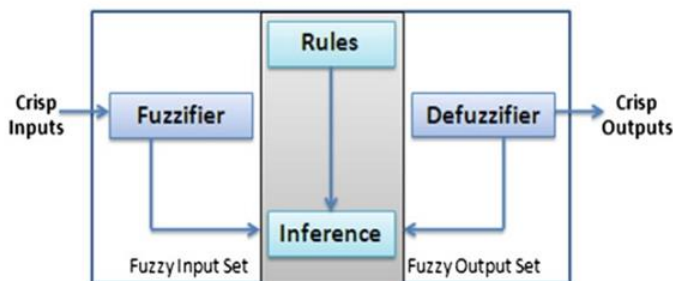 Rules
Crisp
Inputs
Fuzzifier
Defuzzifier
Crisp
Outputs
Inference
Fuzzy Input Set
Fuzzy Output Set